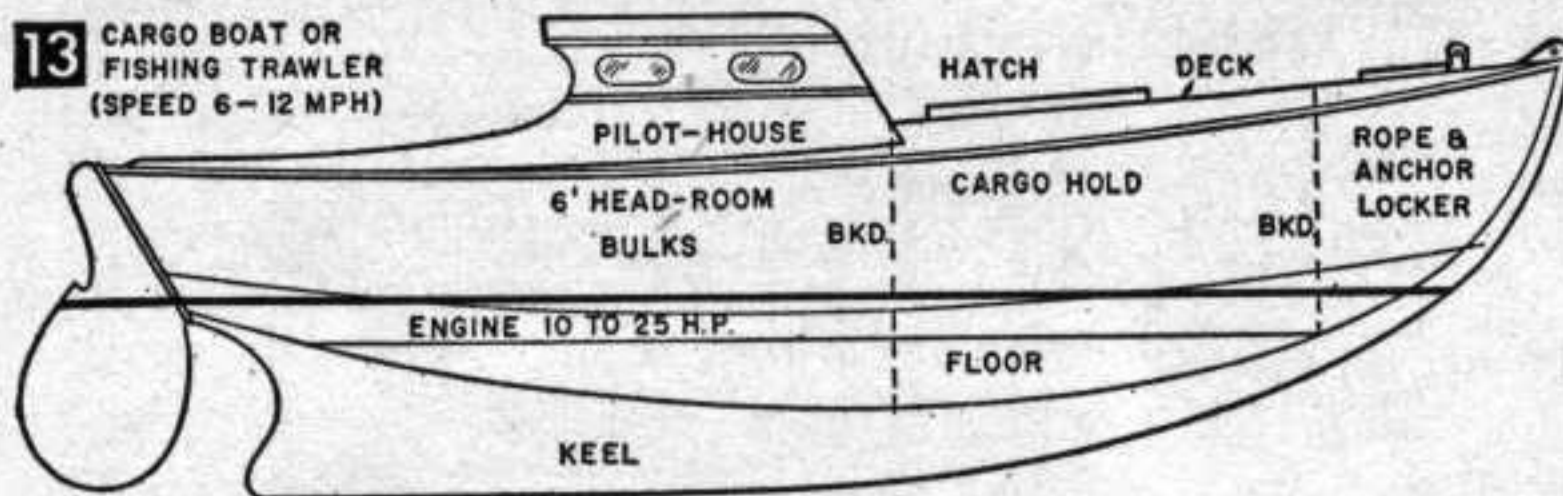 13 CARGO BOAT OR
FISHING TRAWLER
(SPEED 6-12 MPH)
HATCH
DECK
PILOT-HOUSE
ROPE &
ANCHOR
LOCKER
CARGO HOLD
6' HEAD-ROOM
BULKS
BKD.
BKD.
ENGINE 10 TO 25 H.P.
FLOOR
KEEL